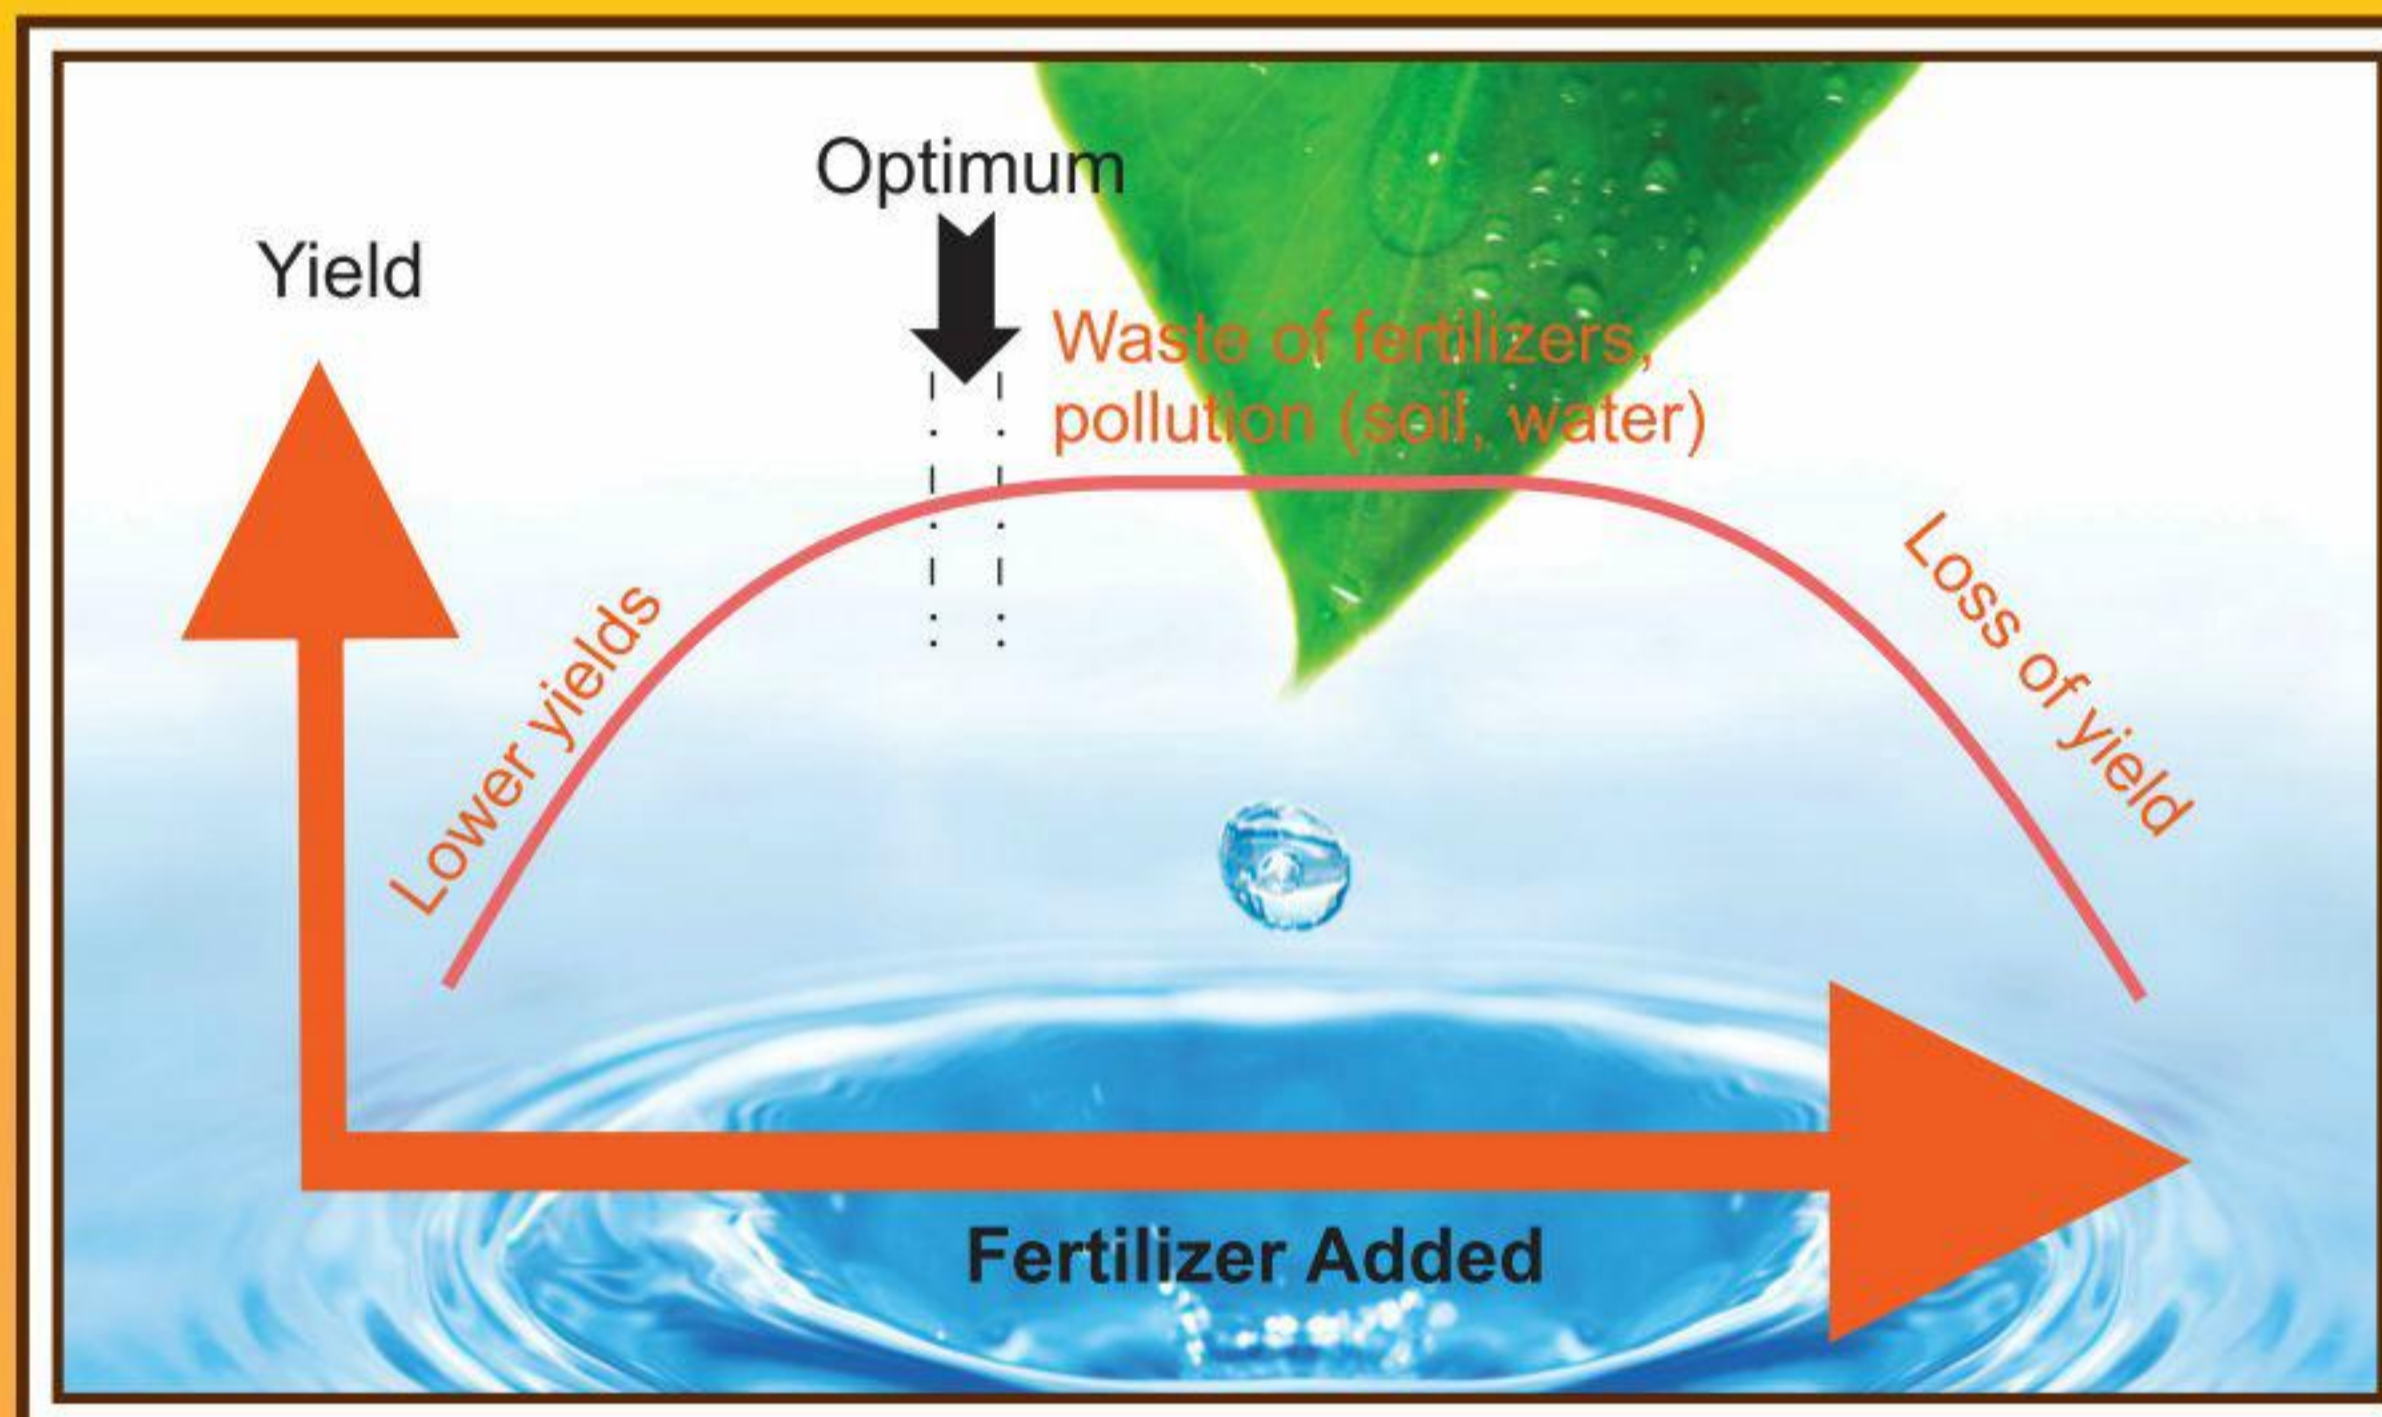 Optimum
Yield
Waste of fertilizers,
pollution (soil, water)
Lower yields
Loss of yield
Fertilizer Added